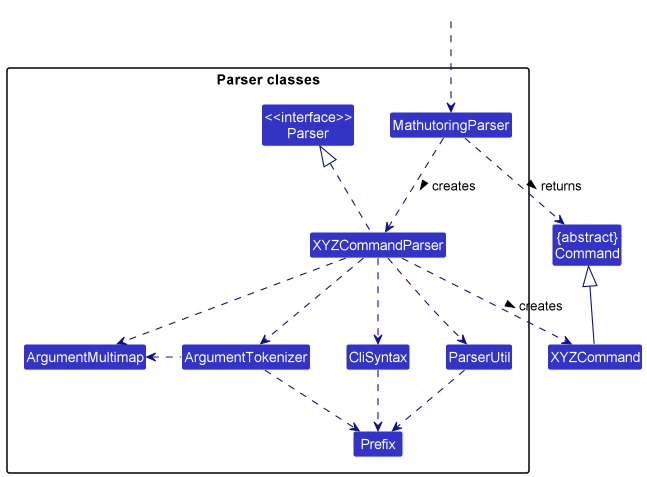 Parser classes
<<interface>>
Parser
MathutoringParser
creates
returns
XYZCommandParser
{abstract}
Command
creates
ArgumentMultimap
ArgumentTokenizer
CliSyntax
ParserUtil
XYZCommand
Prefix